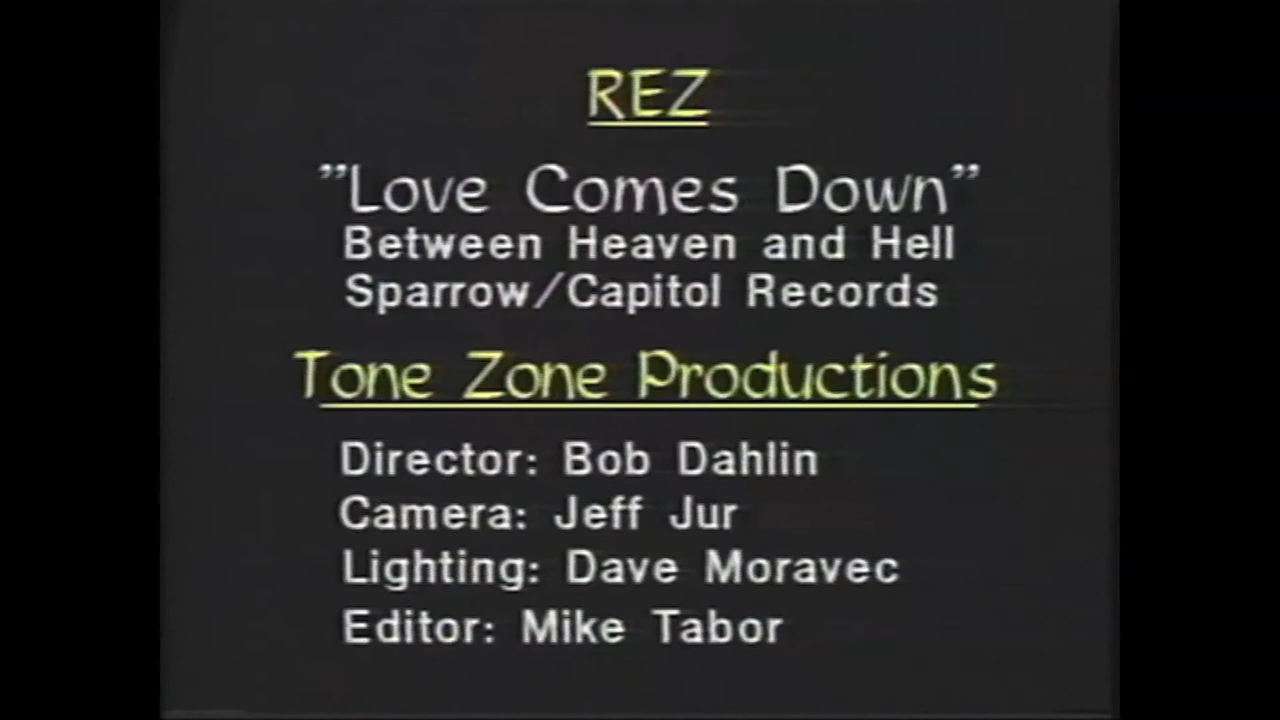 REZ
"Love Comes Down"
Between Heaven and Hell
Sparrow/Capitol Records
Tone Zone Productions
Director: Bob Dahlin
Camera: Jeff Jur
Lighting: Dave Moravec
Editor: Mike Tabor